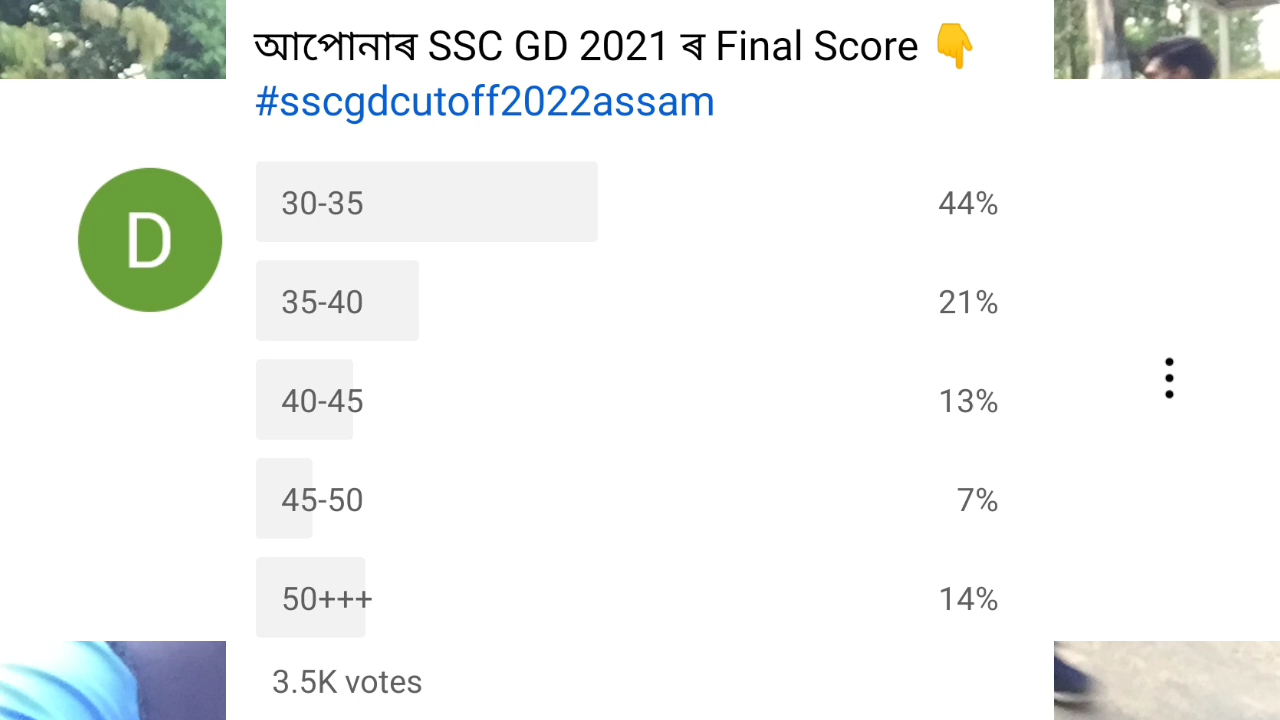 আপোনাৰ SSC GD 2021 ৰ Final Score 👇
#sscgdcutoff2022assam
D
30-35 44%
35-40 21%
40-45 13%
45-50 7%
50+++ 14%
3.5K votes